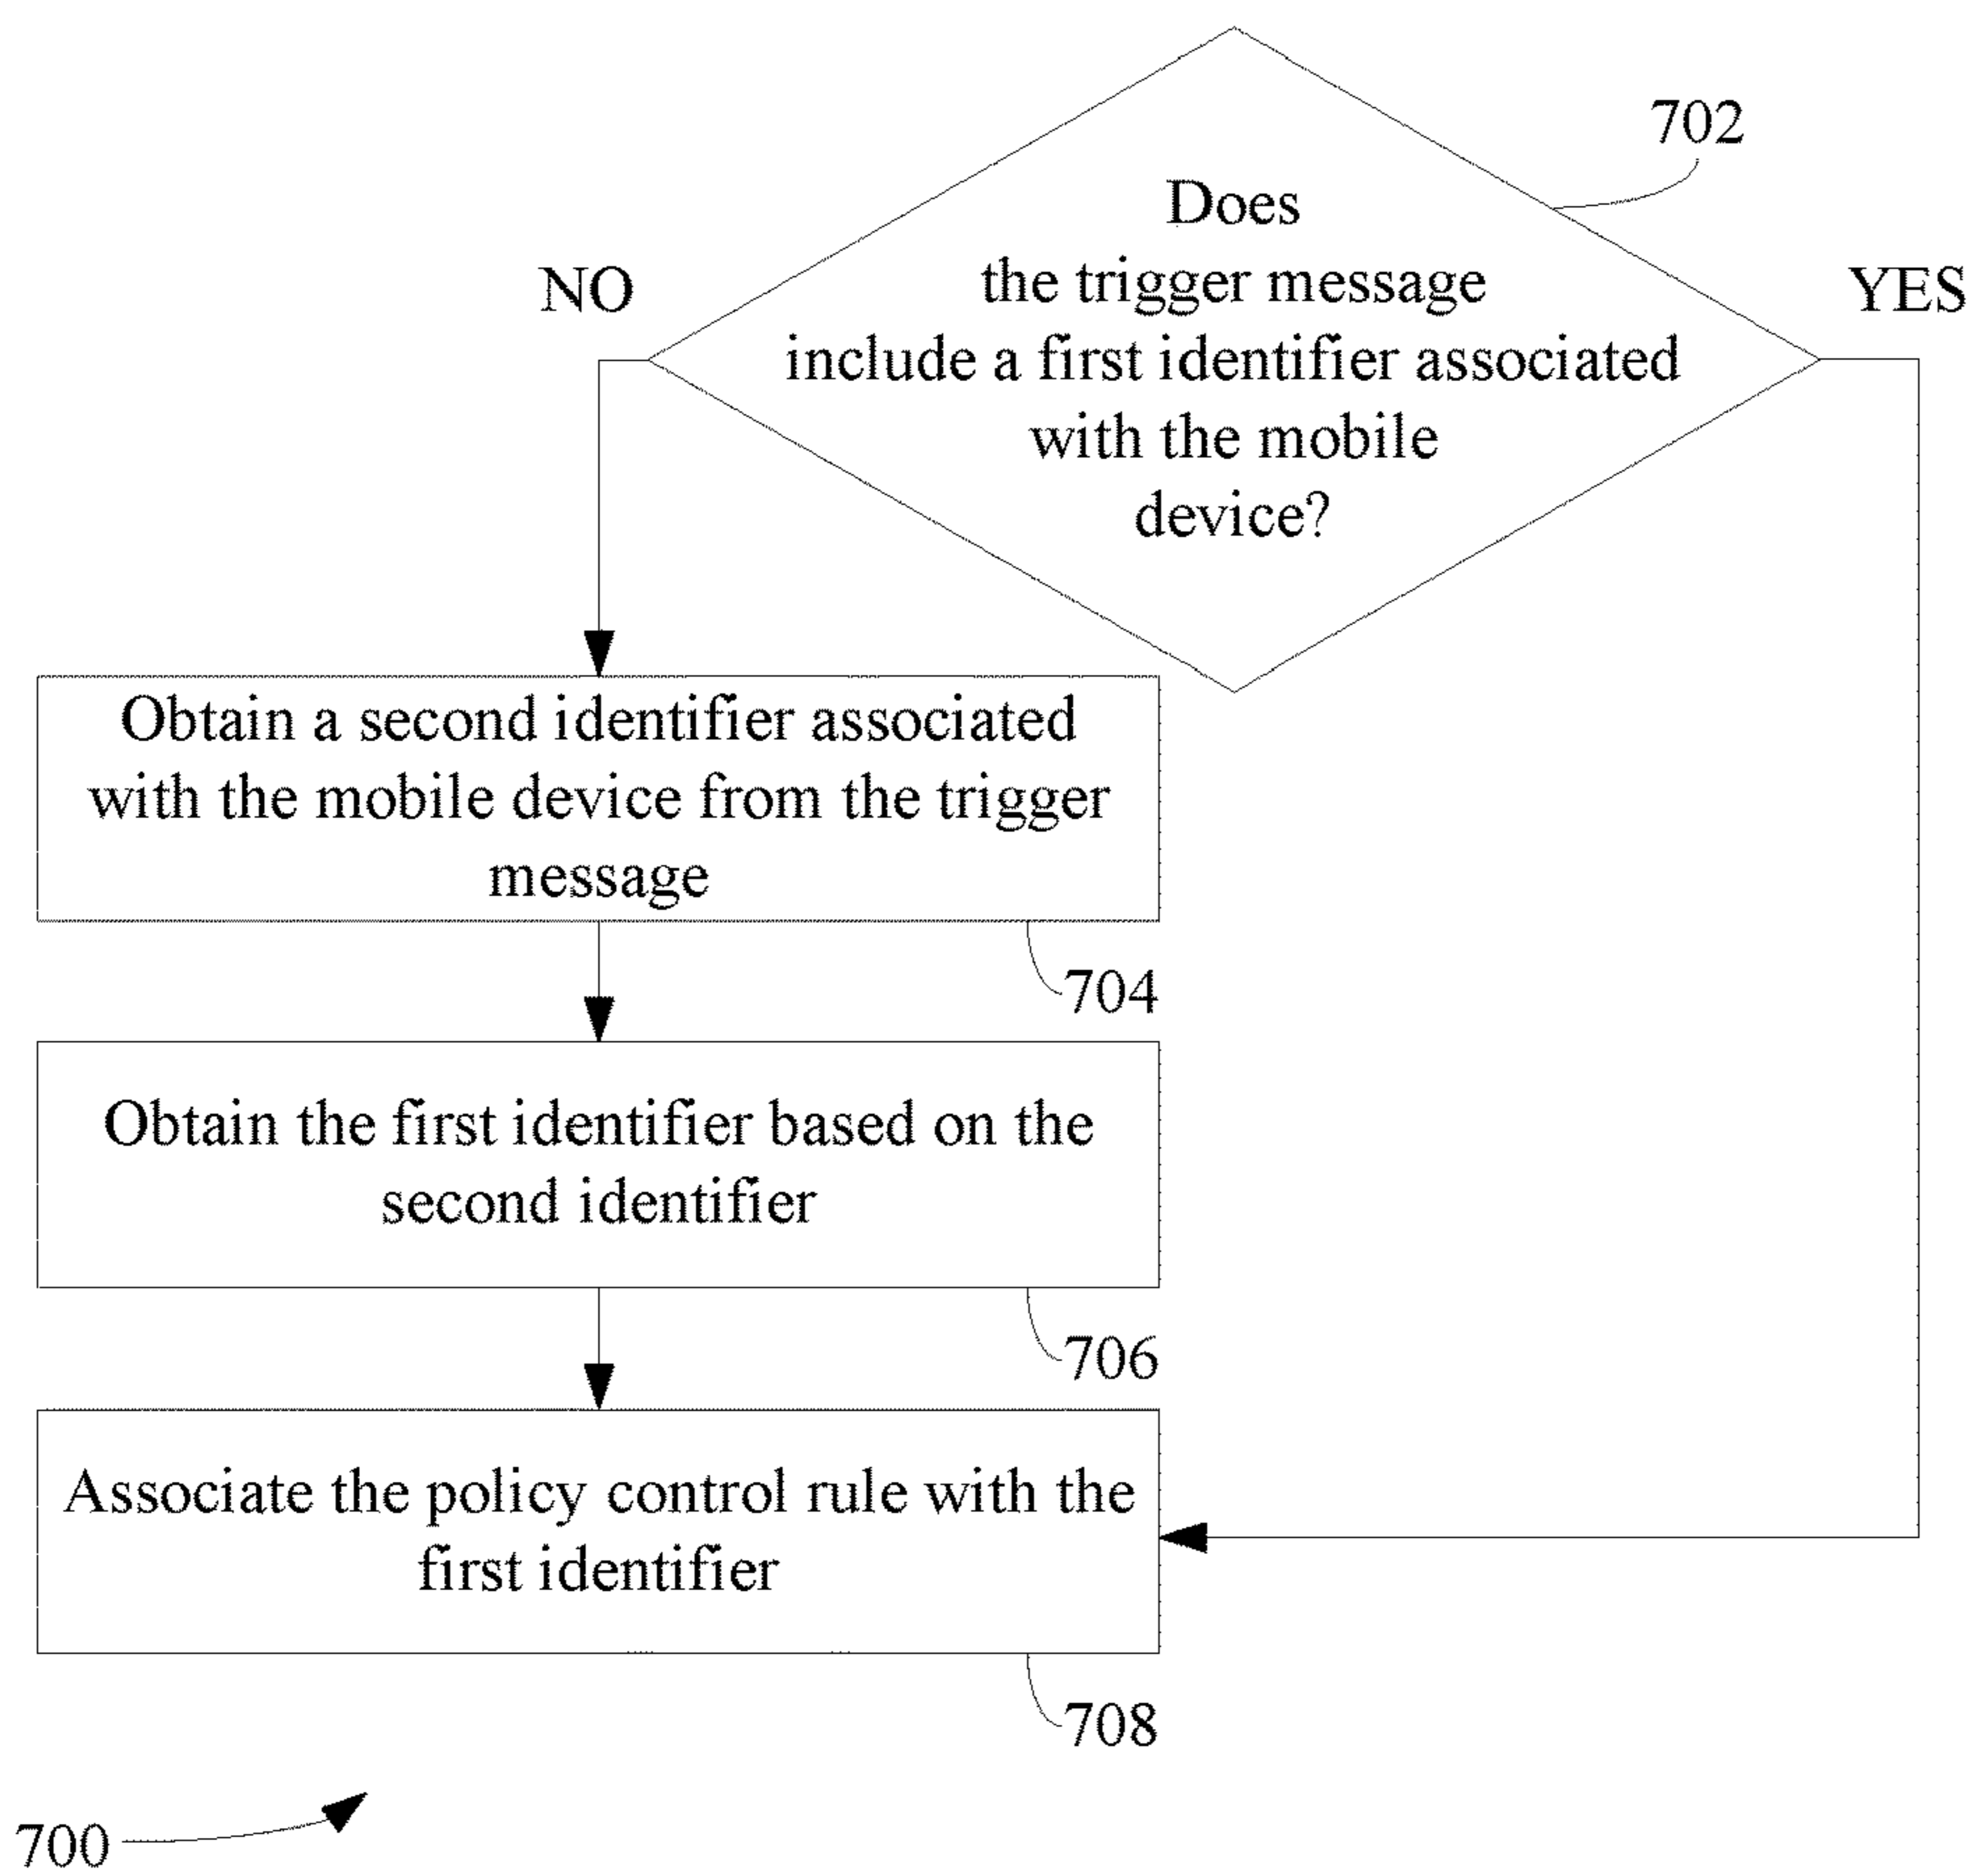 702
Does
the trigger message
include a first identifier associated
with the mobile
device?
NO
YES
Obtain a second identifier associated
with the mobile device from the trigger
message
704
Obtain the first identifier based on the
second identifier
706
Associate the policy control rule with the
first identifier
708
700